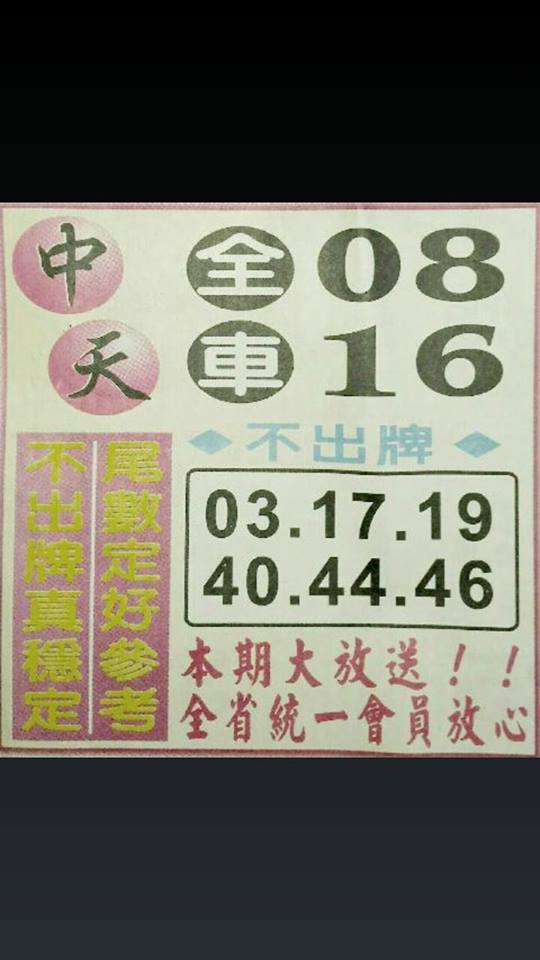 中天
全車
08
16
不出牌
03.17.19
40.44.46
尾數定好參考
不出牌真穩定
本期大放送！！
全省統一會員放心